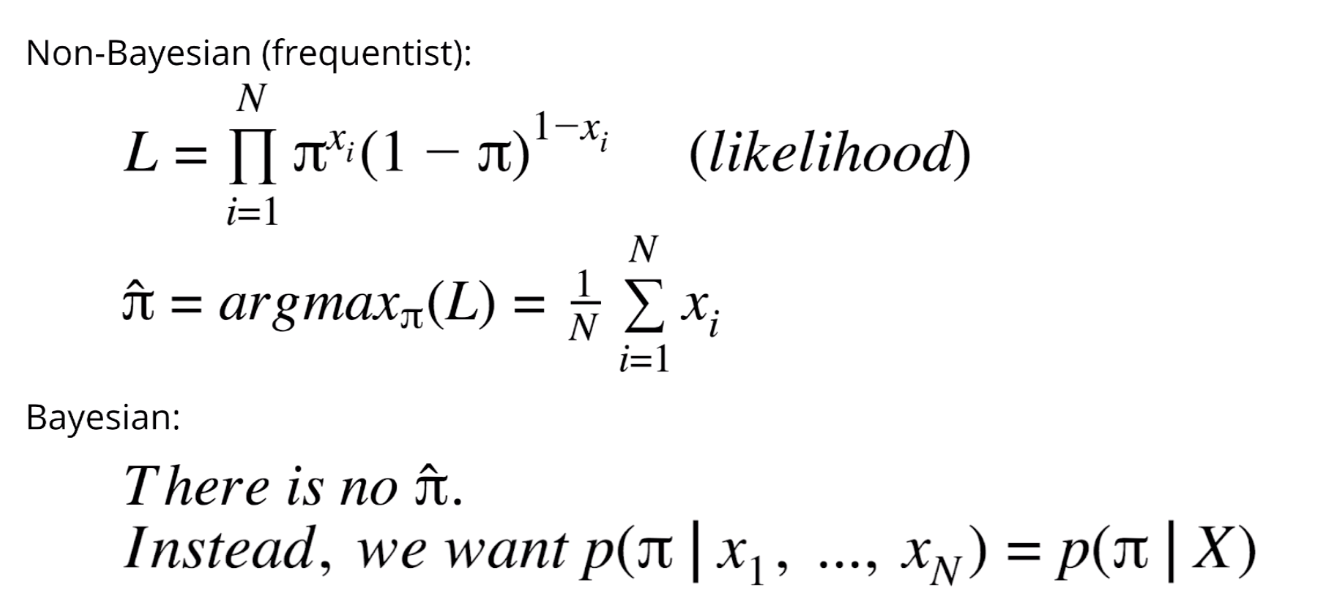 Non-Bayesian (frequentist):
L = ∏_{i=1}^{N} π^{x_i}(1 − π)^{1−x_i} (likelihood)
π̂ = argmax_π(L) = \frac{1}{N} ∑_{i=1}^{N} x_i
Bayesian:
There is no π̂.
Instead, we want p(π | x_1, ..., x_N) = p(π | X)